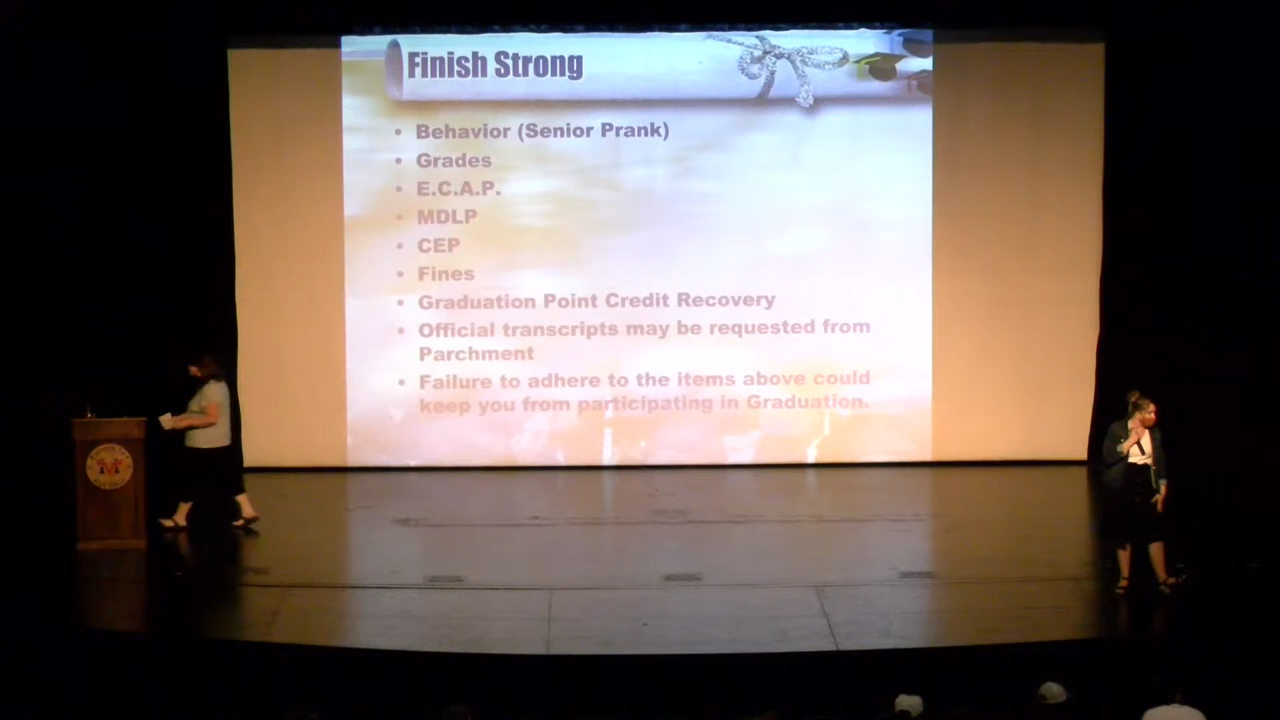 Finish Strong
• Behavior (Senior Prank)
• Grades
• E.C.A.P.
• MDLP
• CEP
• Fines
• Graduation Point Credit Recovery
• Official transcripts may be requested from
Parchment
• Failure to adhere to the items above could
keep you from participating in Graduation.